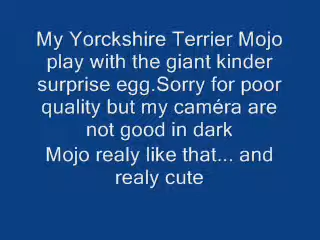 My Yorckshire Terrier Mojo
play with the giant kinder
surprise egg.Sorry for poor
quality but my caméra are
not good in dark
Mojo realy like that... and
realy cute